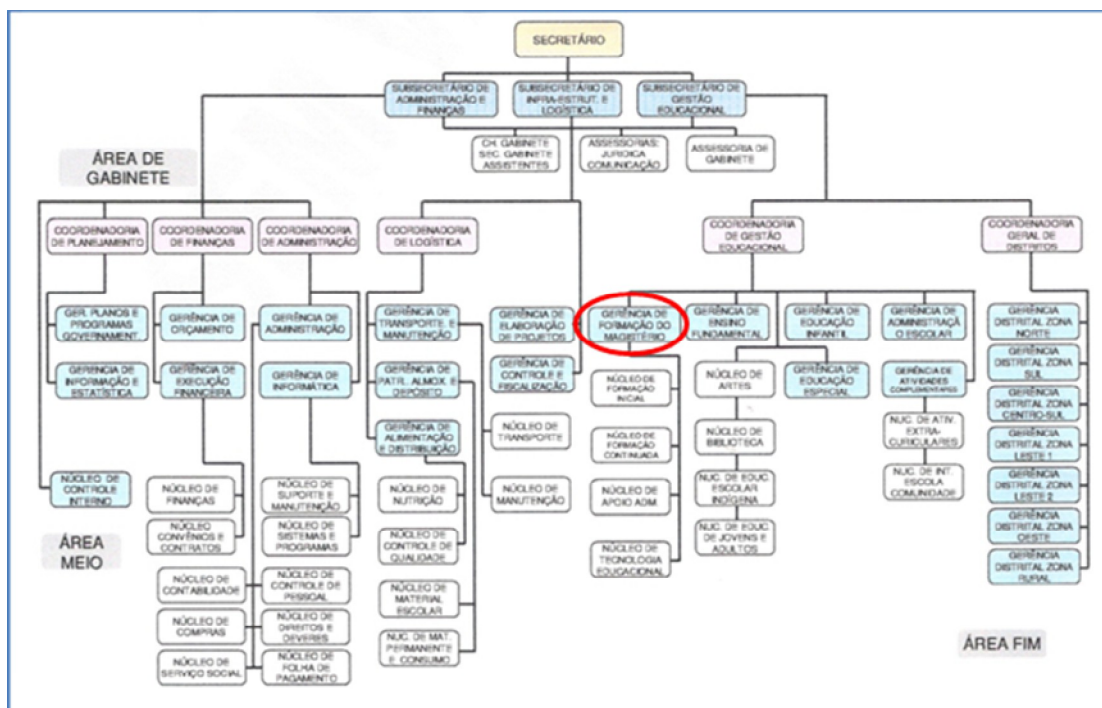 SECRETÁRIO
SUBSECRETÁRIO DE
ADMINISTRAÇÃO E
FINANÇAS
SUBSECRETÁRIO DE
INFRA-ESTRUT. E
LOGÍSTICA
SUBSECRETÁRIO DE
GESTÃO
EDUCACIONAL
CH. GABINETE
SEC. GABINETE
ASSISTENTES
ASSESSORIAS:
JURÍDICA
COMUNICAÇÃO
ASSESSORIA DE
GABINETE
ÁREA DE
GABINETE
COORDENADORIA
DE PLANEJAMENTO
COORDENADORIA
DE FINANÇAS
COORDENADORIA
DE ADMINISTRAÇÃO
COORDENADORIA
DE LOGÍSTICA
COORDENADORIA
DE GESTÃO
EDUCACIONAL
COORDENADORIA
GERAL DE
DISTRITOS
GER. PLANOS E
PROGRAMAS
GOVERNAMENT.
GERÊNCIA DE
ORÇAMENTO
GERÊNCIA DE
ADMINISTRAÇÃO
GERÊNCIA DE
TRANSPORTE. E
MANUTENÇÃO
GERÊNCIA DE
ELABORAÇÃO
DE PROJETOS
GERÊNCIA DE
FORMAÇÃO DO
MAGISTÉRIO
GERÊNCIA DE
ENSINO
FUNDAMENTAL
GERÊNCIA DE
EDUCAÇÃO
INFANTIL
GERÊNCIA DE
ADMINISTRAÇÃ
O ESCOLAR
GERÊNCIA
DISTRITAL ZONA
NORTE
GERENCIA DE
INFORMAÇÃO E
ESTATÍSTICA
GERÊNCIA DE
EXECUÇÃO
FINANCEIRA
GERÊNCIA DE
INFORMÁTICA
GERÊNCIA DE
PATR. ALMOX. E
DEPÓSITO
GERÊNCIA DE
CONTROLE E
FISCALIZAÇÃO
NÚCLEO DE
FORMAÇÃO
INICIAL
NÚCLEO DE
ARTES
GERÊNCIA DE
EDUCAÇÃO
ESPECIAL
GERÊNCIA DE
ATIVIDADES
COMPLEMENTARES
GERÊNCIA
DISTRITAL ZONA
SUL
GERÊNCIA
DISTRITAL ZONA
CENTRO-SUL
GERÊNCIA DE
ALIMENTAÇÃO
E DISTRIBUIÇÃO
NÚCLEO DE
TRANSPORTE
NÚCLEO DE
FORMAÇÃO
CONTINUADA
NÚCLEO DE
BIBLIOTECA
NUC. DE ATIV.
EXTRA-
CURICULARES
GERÊNCIA
DISTRITAL ZONA
LESTE 1
NÚCLEO DE
CONTROLE
INTERNO
NÚCLEO DE
FINANÇAS
NÚCLEO DE
SUPORTE E
MANUTENÇÃO
NÚCLEO DE
NUTRIÇÃO
NÚCLEO DE
MANUTENÇÃO
NÚCLEO DE
APOIO ADM.
NUC. DE EDUC.
ESCOLAR
INDÍGENA
NUC. DE INT.
ESCOLA
COMUNIDADE
GERÊNCIA
DISTRITAL ZONA
LESTE 2
ÁREA
MEIO
NÚCLEO
CONVÊNIOS E
CONTRATOS
NÚCLEO DE
SISTEMAS E
PROGRAMAS
NÚCLEO DE
CONTROLE DE
QUALIDADE
NÚCLEO DE
TECNOLOGIA
EDUCACIONAL
NUC. DE EDUC.
DE JOVENS E
ADULTOS
GERÊNCIA
DISTRITAL ZONA
OESTE
GERÊNCIA
DISTRITAL ZONA
RURAL
NÚCLEO DE
CONTABILIDADE
NÚCLEO DE
CONTROLE DE
PESSOAL
NÚCLEO DE
MATERIAL
ESCOLAR
NÚCLEO DE
COMPRAS
NÚCLEO DE
DIREITOS E
DEVERES
NUC. DE MAT.
PERMANENTE
E CONSUMO
NÚCLEO DE
SERVIÇO SOCIAL
NÚCLEO DE
FOLHA DE
PAGAMENTO
ÁREA FIM